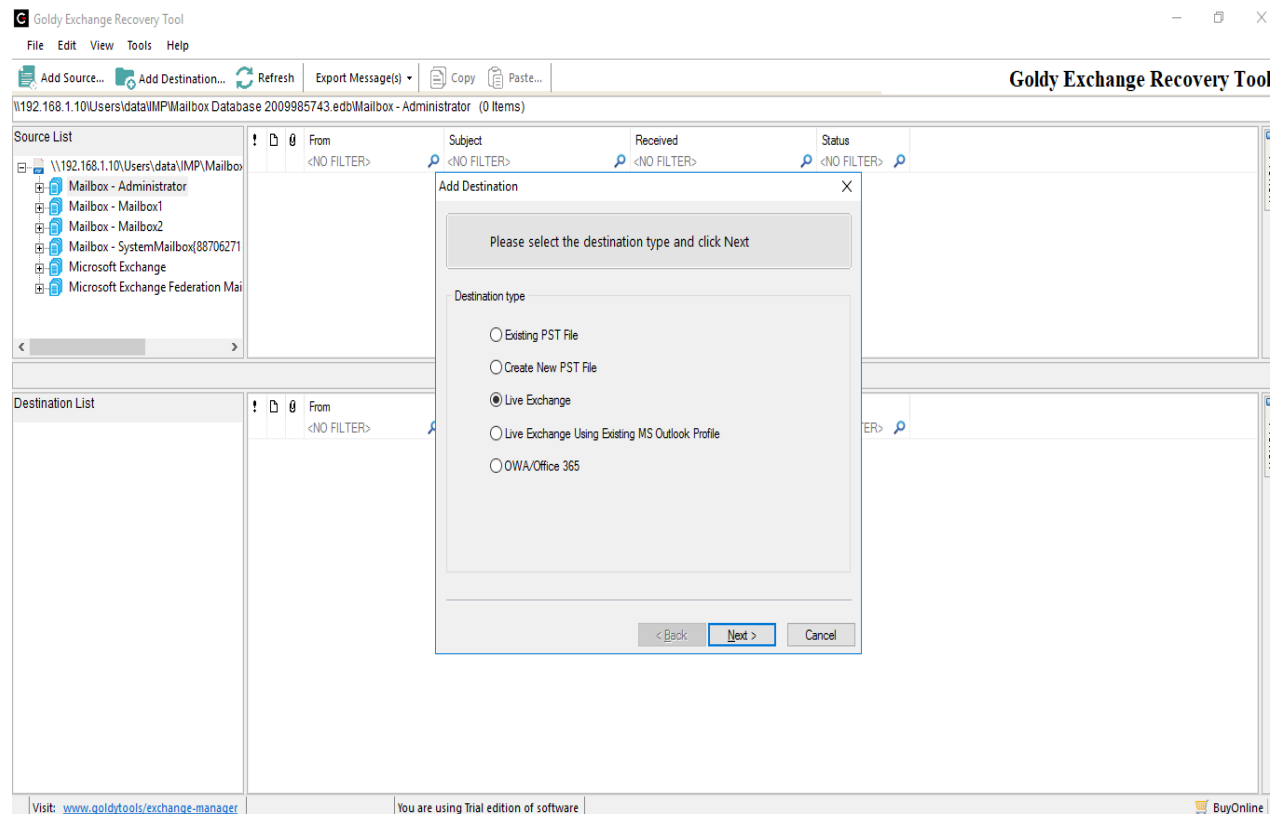 Goldy Exchange Recovery Tool
File Edit View Tools Help
Add Source... Add Destination... Refresh Export Message(s) Copy Paste... Goldy Exchange Recovery Tool
\\192.168.1.10\Users\data\IMP\Mailbox Database 2009985743.edb\Mailbox - Administrator (0 Items)
Source List
! From Subject Received Status
<NO FILTER> <NO FILTER> <NO FILTER> <NO FILTER>
\\192.168.1.10\Users\data\IMP\Mailbox
Mailbox - Administrator
Mailbox - Mailbox1
Mailbox - Mailbox2
Mailbox - SystemMailbox{88706271
Microsoft Exchange
Microsoft Exchange Federation Mai
Add Destination
Please select the destination type and click Next
Destination type
Existing PST File
Create New PST File
Live Exchange
Live Exchange Using Existing MS Outlook Profile
OWA/Office 365
< Back Next > Cancel
Destination List
! From
<NO FILTER> TER>
Visit: www.goldytools/exchange-manager You are using Trial edition of software BuyOnline